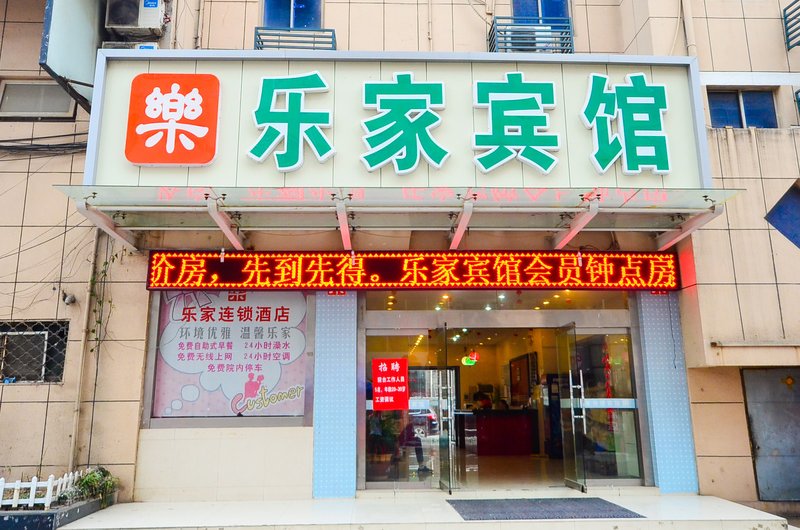 樂 乐家宾馆
价房，先到先得。乐家宾馆会员钟点房
乐家连锁酒店
环境优雅 温馨乐家
免费自助式早餐 24小时澡水
免费无线上网 24小时空调
免费院内停车
Customer
招聘